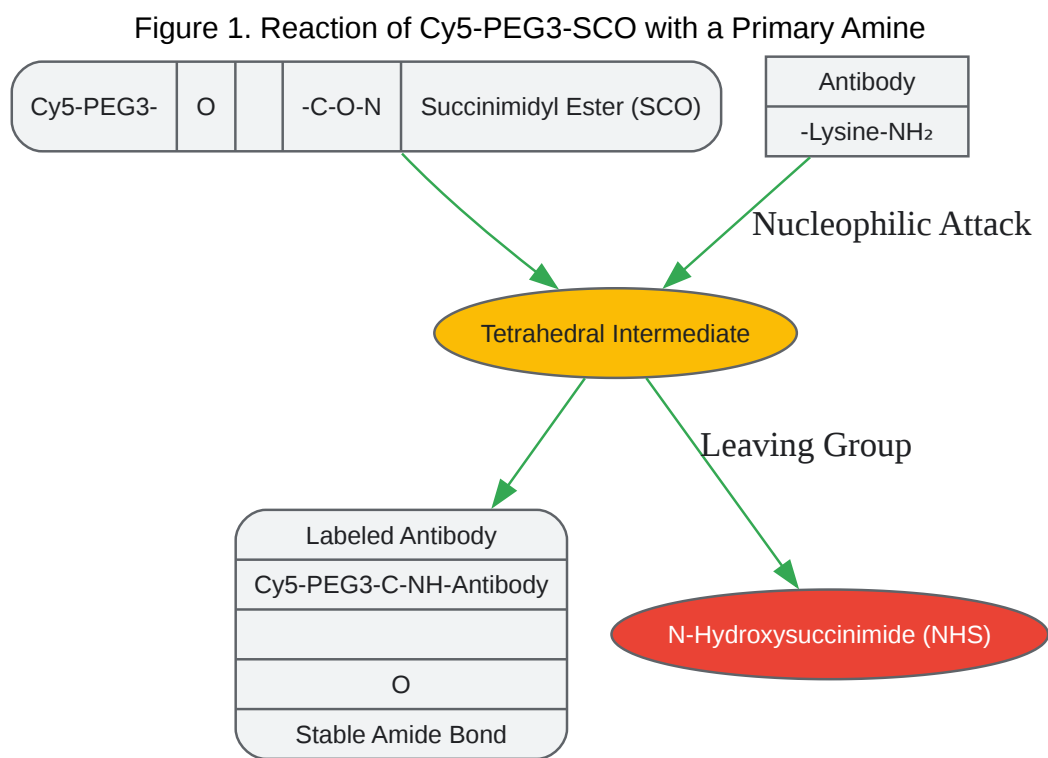 Figure 1. Reaction of Cy5-PEG3-SCO with a Primary Amine
Cy5-PEG3-
O
-C-O-N
Succinimidyl Ester (SCO)
Antibody
-Lysine-NH₂
Nucleophilic Attack
Tetrahedral Intermediate
Leaving Group
Labeled Antibody
Cy5-PEG3-C-NH-Antibody
O
Stable Amide Bond
N-Hydroxysuccinimide (NHS)